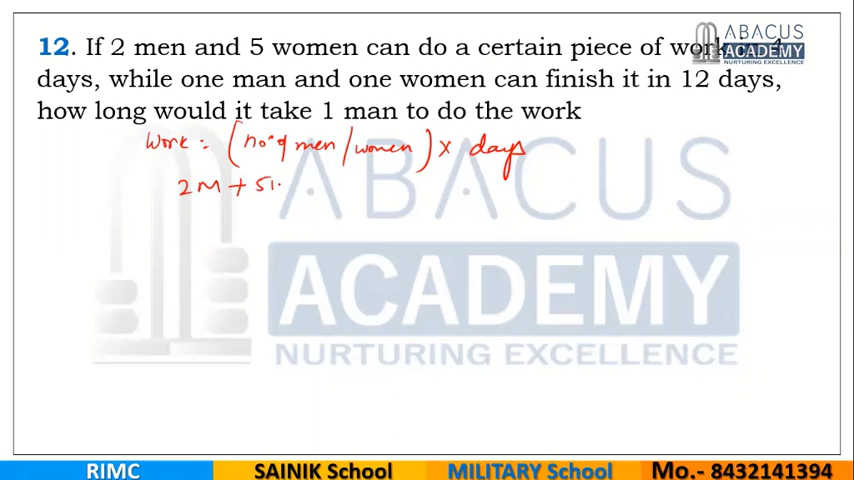 12. If 2 men and 5 women can do a certain piece of work
days, while one man and one women can finish it in 12 days,
how long would it take 1 man to do the work
ABACUS
ACADEMY
NURTURING EXCELLENCE
Work = (no. of men/women) × days
2M + 5
ABACUS
ACADEMY
NURTURING EXCELLENCE
RIMC SAINIK School MILITARY School Mo.- 8432141394